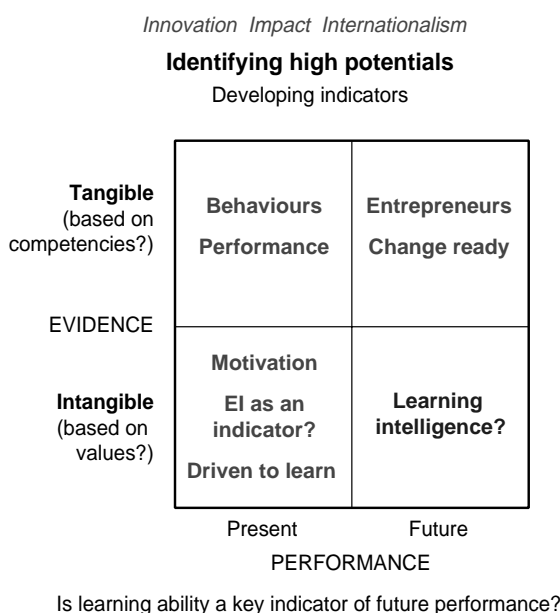 Innovation Impact Internationalism
Identifying high potentials
Developing indicators
Tangible
(based on
competencies?)
Behaviours
Performance
Entrepreneurs
Change ready
EVIDENCE
Intangible
(based on
values?)
Motivation
EI as an
indicator?
Driven to learn
Learning
intelligence?
Present
Future
PERFORMANCE
Is learning ability a key indicator of future performance?